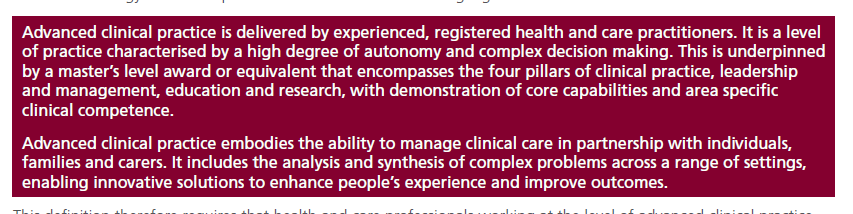 Advanced clinical practice is delivered by experienced, registered health and care practitioners. It is a level
of practice characterised by a high degree of autonomy and complex decision making. This is underpinned
by a master's level award or equivalent that encompasses the four pillars of clinical practice, leadership
and management, education and research, with demonstration of core capabilities and area specific
clinical competence.
Advanced clinical practice embodies the ability to manage clinical care in partnership with individuals,
families and carers. It includes the analysis and synthesis of complex problems across a range of settings,
enabling innovative solutions to enhance people's experience and improve outcomes.
This definition therefore requires that health and care professionals working at the level of advanced clinical practice